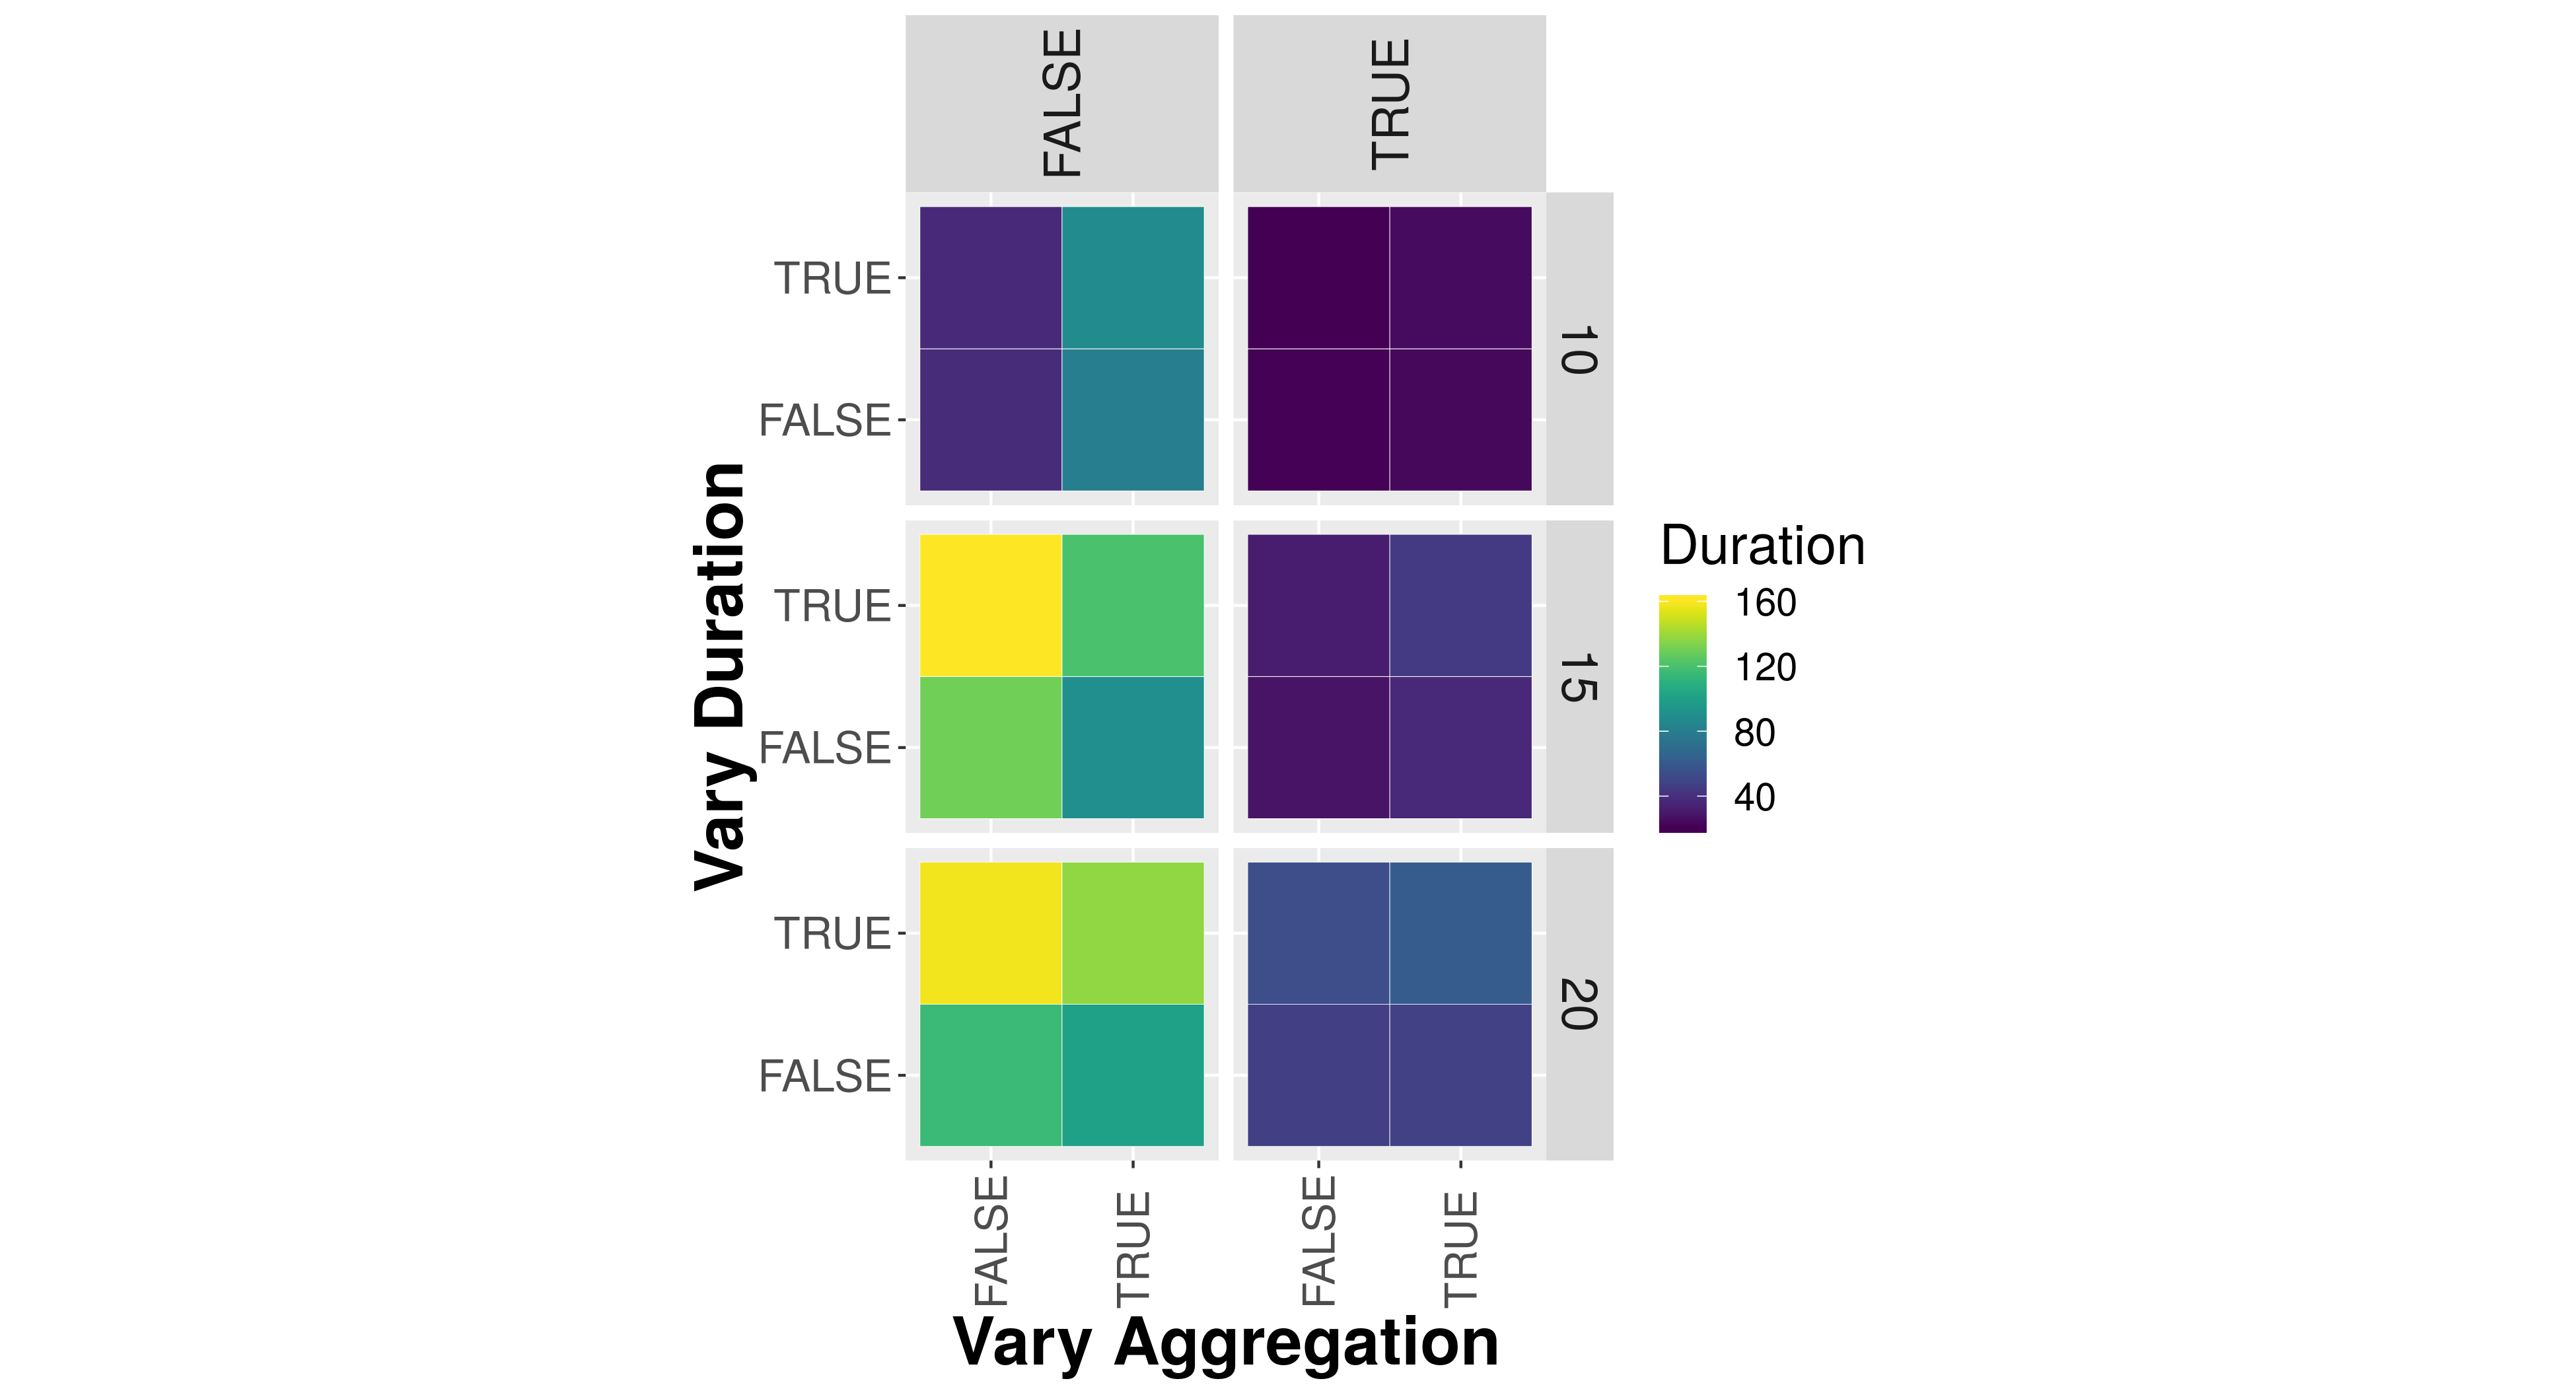 FALSE
TRUE
Vary Duration
TRUE
FALSE
10
TRUE
FALSE
15
TRUE
FALSE
20
FALSE
TRUE
FALSE
TRUE
Vary Aggregation
Duration
160
120
80
40